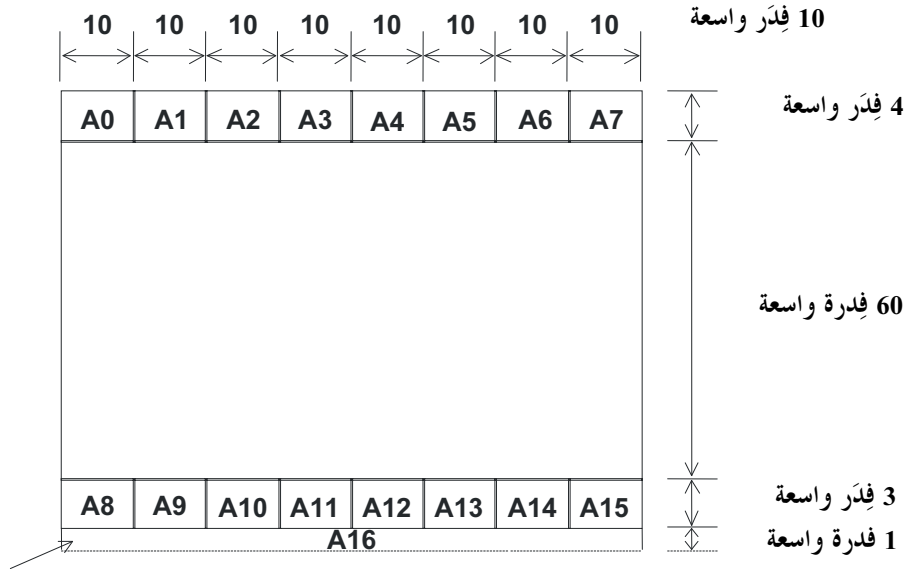 10 10 10 10 10 10 10 10 10 فِدَر واسعة
A0 A1 A2 A3 A4 A5 A6 A7 4 فِدَر واسعة
60 فِدرة واسعة
A8 A9 A10 A11 A12 A13 A14 A15 3 فِدَر واسعة
A16 1 فدرة واسعة